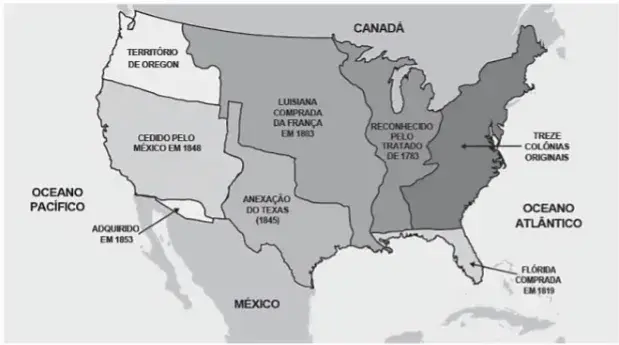 CANADÁ
TERRITÓRIO
DE OREGON
LUISIANA
COMPRADA
DA FRANÇA
EM 1883
RECONHECIDO
PELO
TRATADO
DE 1783
TREZE
COLÔNIAS
ORIGINAIS
CEDIDO PELO
MÉXICO EM 1848
OCEANO
PACÍFICO
ANEXAÇÃO
DO TEXAS
(1845)
OCEANO
ATLÂNTICO
ADQUIRIDO
EM 1853
FLÓRIDA
COMPRADA
EM 1819
MÉXICO